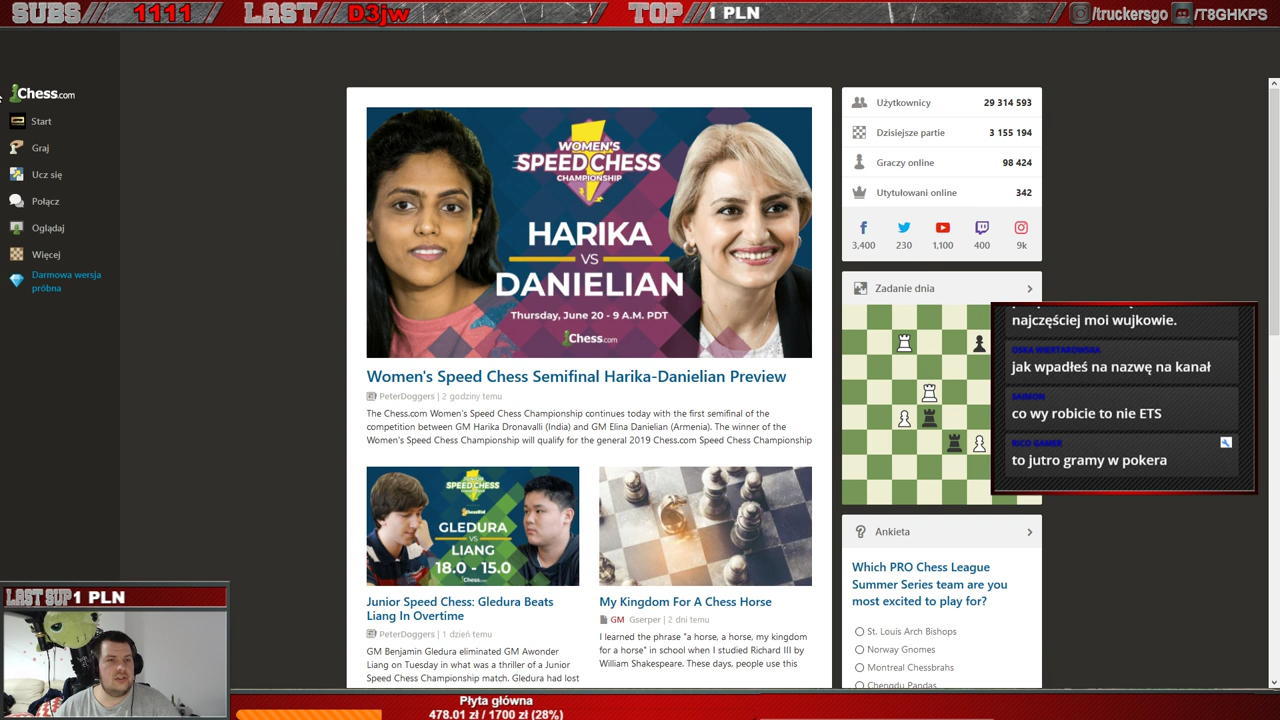 SUBS
1111
LAST
D3jw
TOP
1 PLN
/truckersgo
/T8GHKPS
Chess.com
Start
Graj
Ucz się
Połącz
Oglądaj
Więcej
Darmowa wersja
próbna
WOMEN'S
SPEED CHESS
CHAMPIONSHIP
HARIKA
VS
DANIELIAN
Thursday, June 20 - 9 A.M. PDT
Chess.com
Women's Speed Chess Semifinal Harika-Danielian Preview
PeterDoggers | 2 godziny temu
The Chess.com Women's Speed Chess Championship continues today with the first semifinal of the
competition between GM Harika Dronavalli (India) and GM Elina Danielian (Armenia). The winner of the
Women's Speed Chess Championship will qualify for the general 2019 Chess.com Speed Chess Championship
JUNIOR
SPEED CHESS
ChessKid
GLEDURA
VS
LIANG
18.0 - 15.0
Chess.com
Junior Speed Chess: Gledura Beats
Liang In Overtime
PeterDoggers | 1 dzień temu
GM Benjamin Gledura eliminated GM Awonder
Liang on Tuesday in what was a thriller of a Junior
Speed Chess Championship match. Gledura had lost
My Kingdom For A Chess Horse
GM Gserper | 2 dni temu
I learned the phrase "a horse, a horse, my kingdom
for a horse" in school when I studied Richard III by
William Shakespeare. These days, people use this
Użytkownicy 29 314 593
Dzisiejsze partie 3 155 194
Graczy online 98 424
Utytułowani online 342
3,400 230 1,100 400 9k
Zadanie dnia
najczęściej moi wujkowie.
OSKA WIERTAROWSKA
jak wpadłeś na nazwę na kanał
SAIMON
co wy robicie to nie ETS
RICO GAMER
to jutro gramy w pokera
Ankieta
Which PRO Chess League
Summer Series team are you
most excited to play for?
St. Louis Arch Bishops
Norway Gnomes
Montreal Chessbrahs
Chengdu Pandas
LAST SUP 1 PLN
Płyta główna
478.01 zł / 1700 zł (28%)